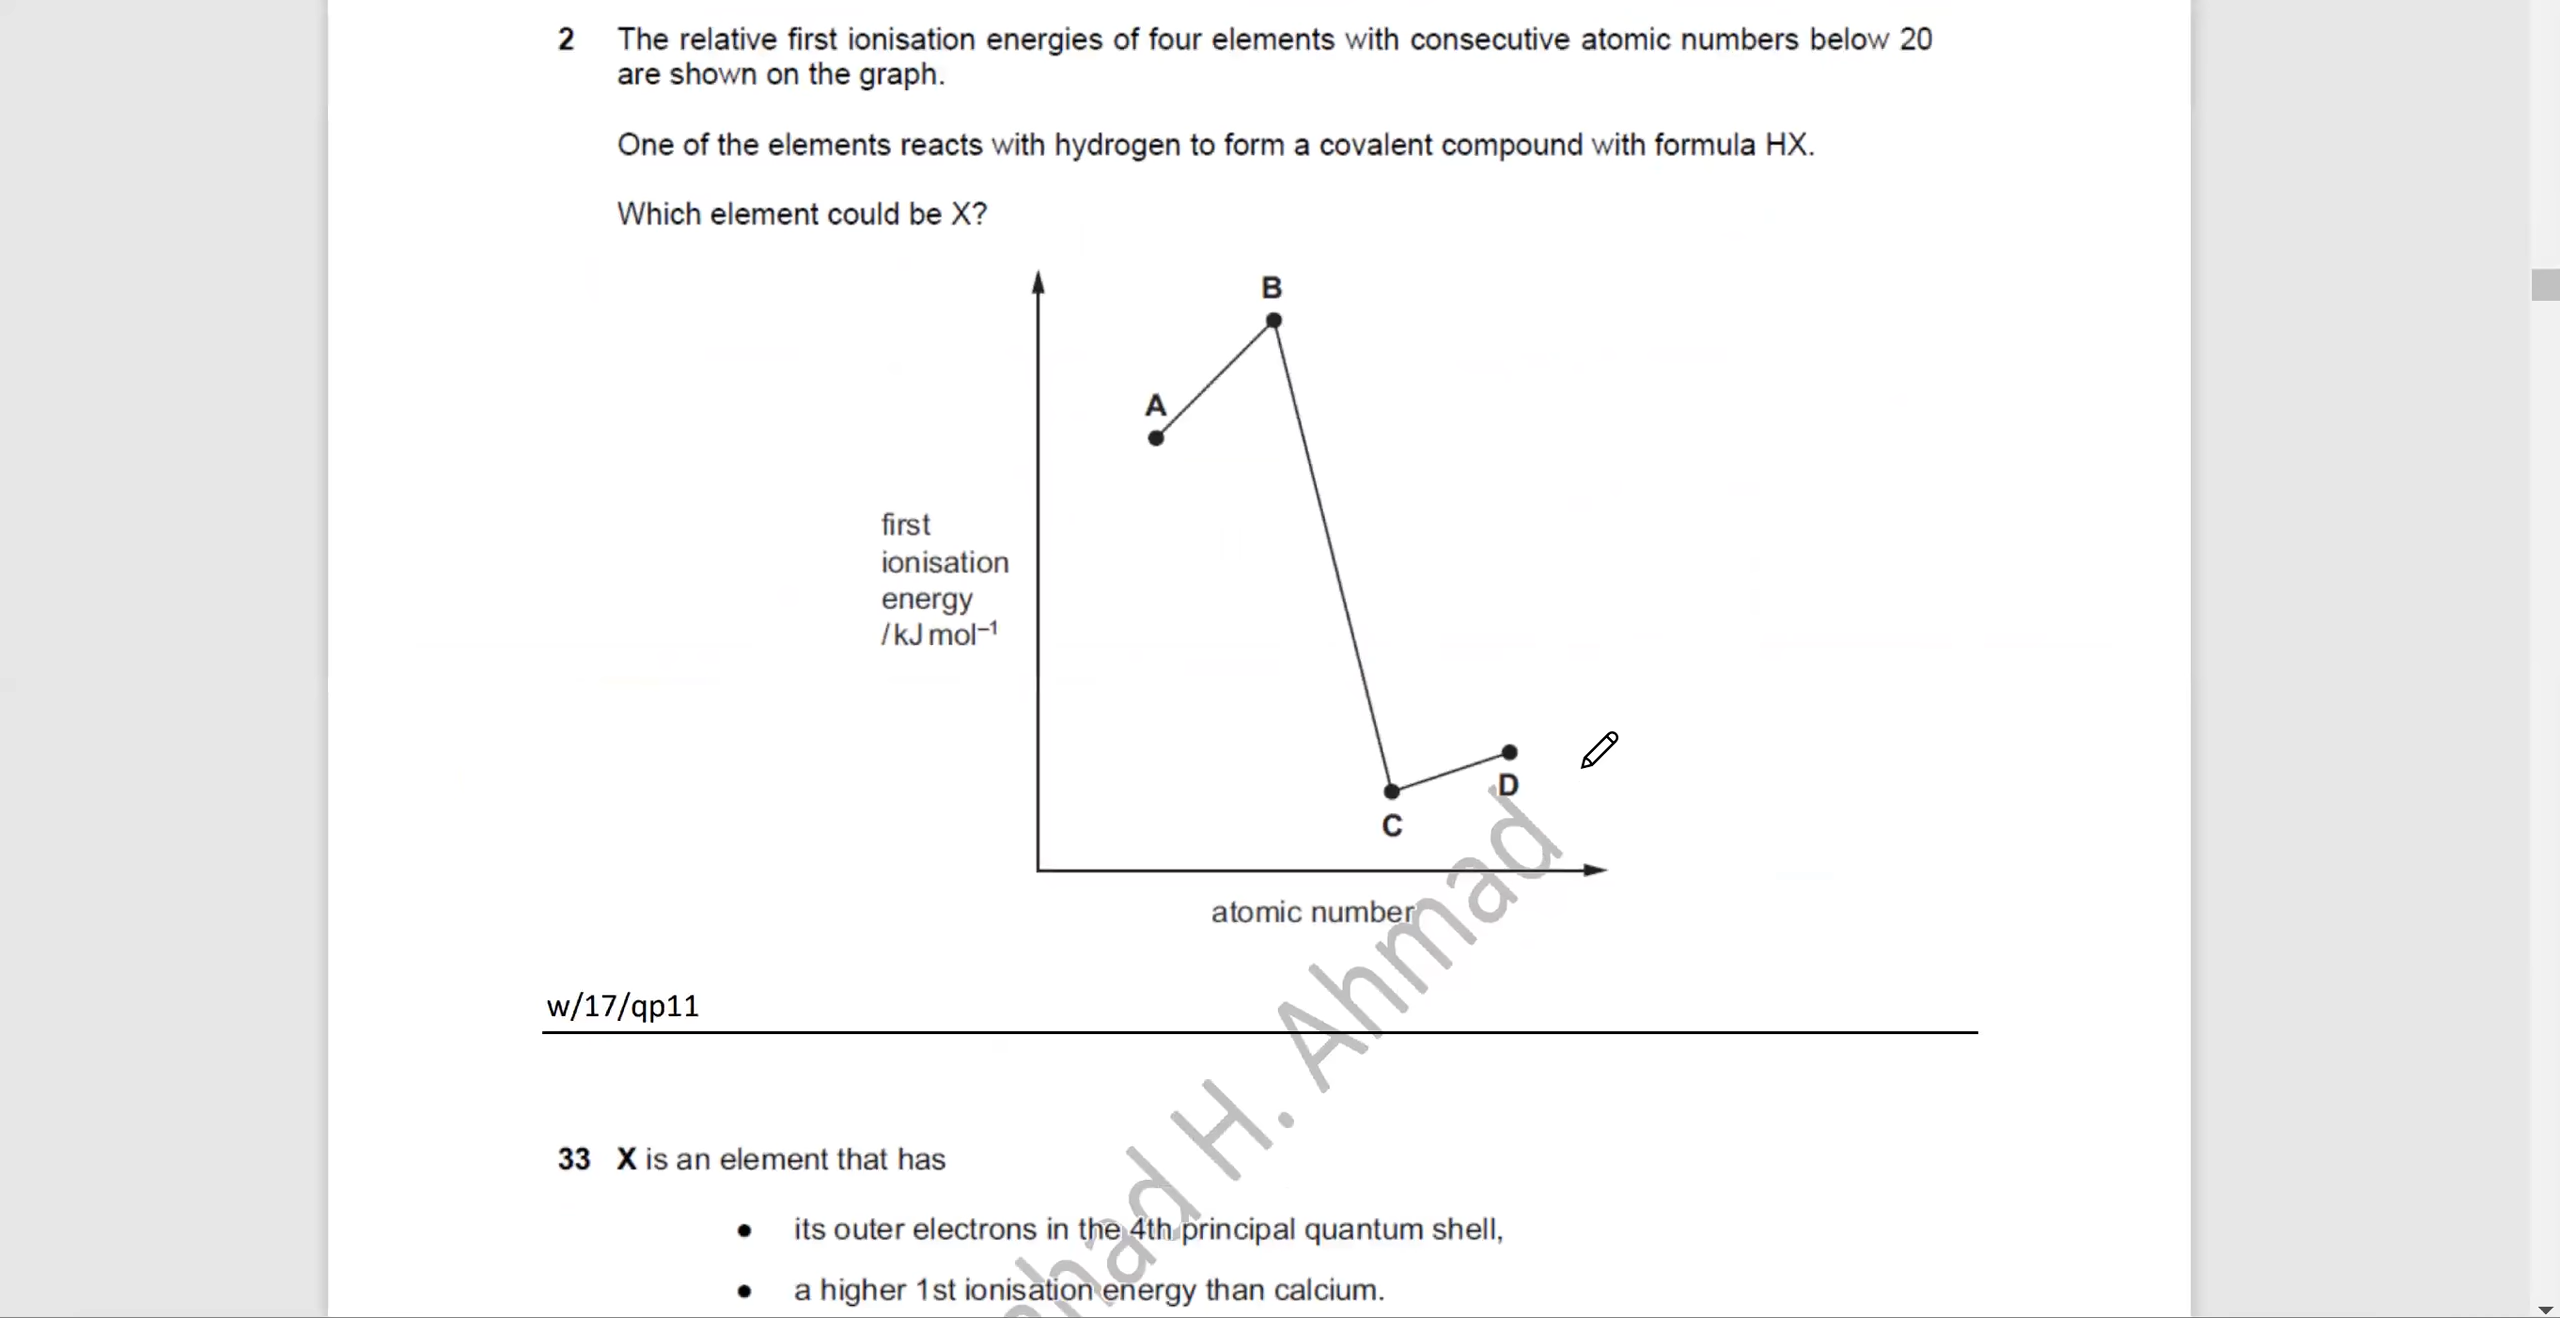 2 The relative first ionisation energies of four elements with consecutive atomic numbers below 20
are shown on the graph.
One of the elements reacts with hydrogen to form a covalent compound with formula HX.
Which element could be X?
B
A
first
ionisation
energy
/kJ mol⁻¹
D
C
atomic number
w/17/qp11
33 X is an element that has
● its outer electrons in the 4th principal quantum shell,
● a higher 1st ionisation energy than calcium.
H. Ahmad